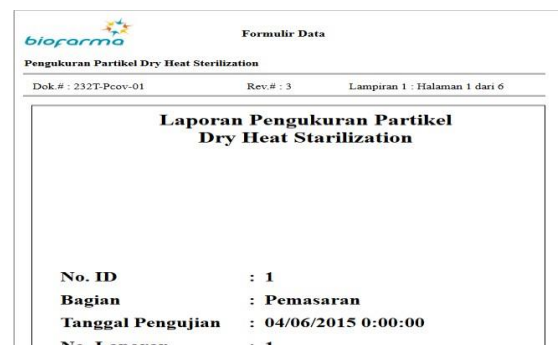 biofarma
Formulir Data
Pengukuran Partikel Dry Heat Sterilization
Dok.# : 232T-Pcov-01 Rev.# : 3 Lampiran 1 : Halaman 1 dari 6
Laporan Pengukuran Partikel
Dry Heat Starilization
No. ID : 1
Bagian : Pemasaran
Tanggal Pengujian : 04/06/2015 0:00:00
No. Laporan : 1